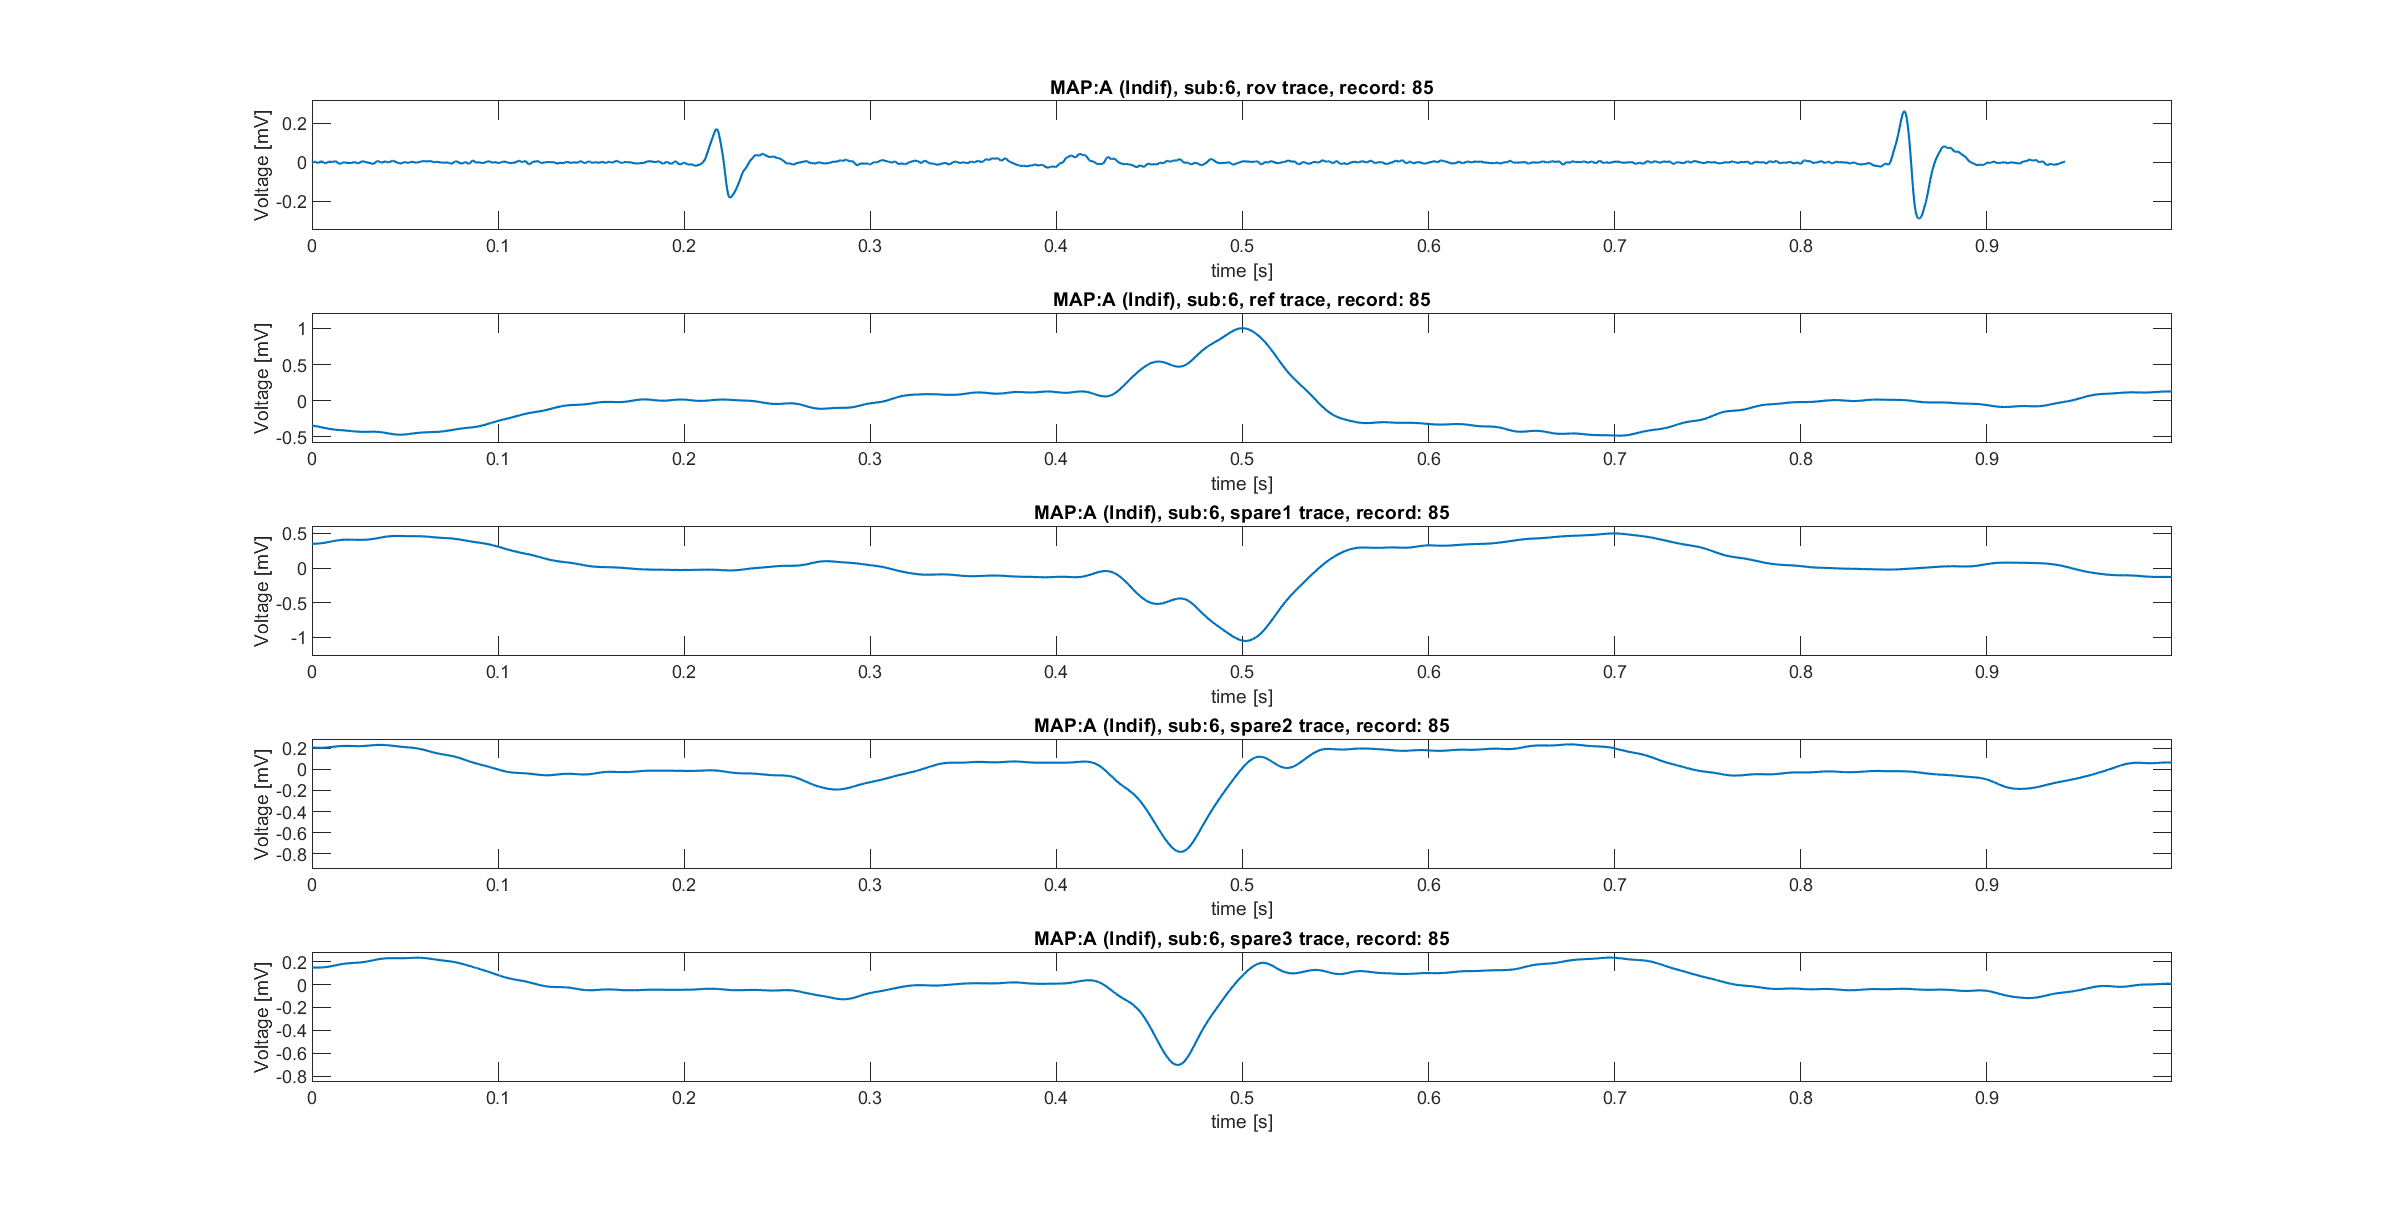 MAP:A (Indif), sub:6, rov trace, record: 85
Voltage [mV]
0.2
0
-0.2
0 0.1 0.2 0.3 0.4 0.5 0.6 0.7 0.8 0.9
time [s]
MAP:A (Indif), sub:6, ref trace, record: 85
Voltage [mV]
1
0.5
0
-0.5
0 0.1 0.2 0.3 0.4 0.5 0.6 0.7 0.8 0.9
time [s]
MAP:A (Indif), sub:6, spare1 trace, record: 85
Voltage [mV]
0.5
0
-0.5
-1
0 0.1 0.2 0.3 0.4 0.5 0.6 0.7 0.8 0.9
time [s]
MAP:A (Indif), sub:6, spare2 trace, record: 85
Voltage [mV]
0.2
0
-0.2
-0.4
-0.6
-0.8
0 0.1 0.2 0.3 0.4 0.5 0.6 0.7 0.8 0.9
time [s]
MAP:A (Indif), sub:6, spare3 trace, record: 85
Voltage [mV]
0.2
0
-0.2
-0.4
-0.6
-0.8
0 0.1 0.2 0.3 0.4 0.5 0.6 0.7 0.8 0.9
time [s]